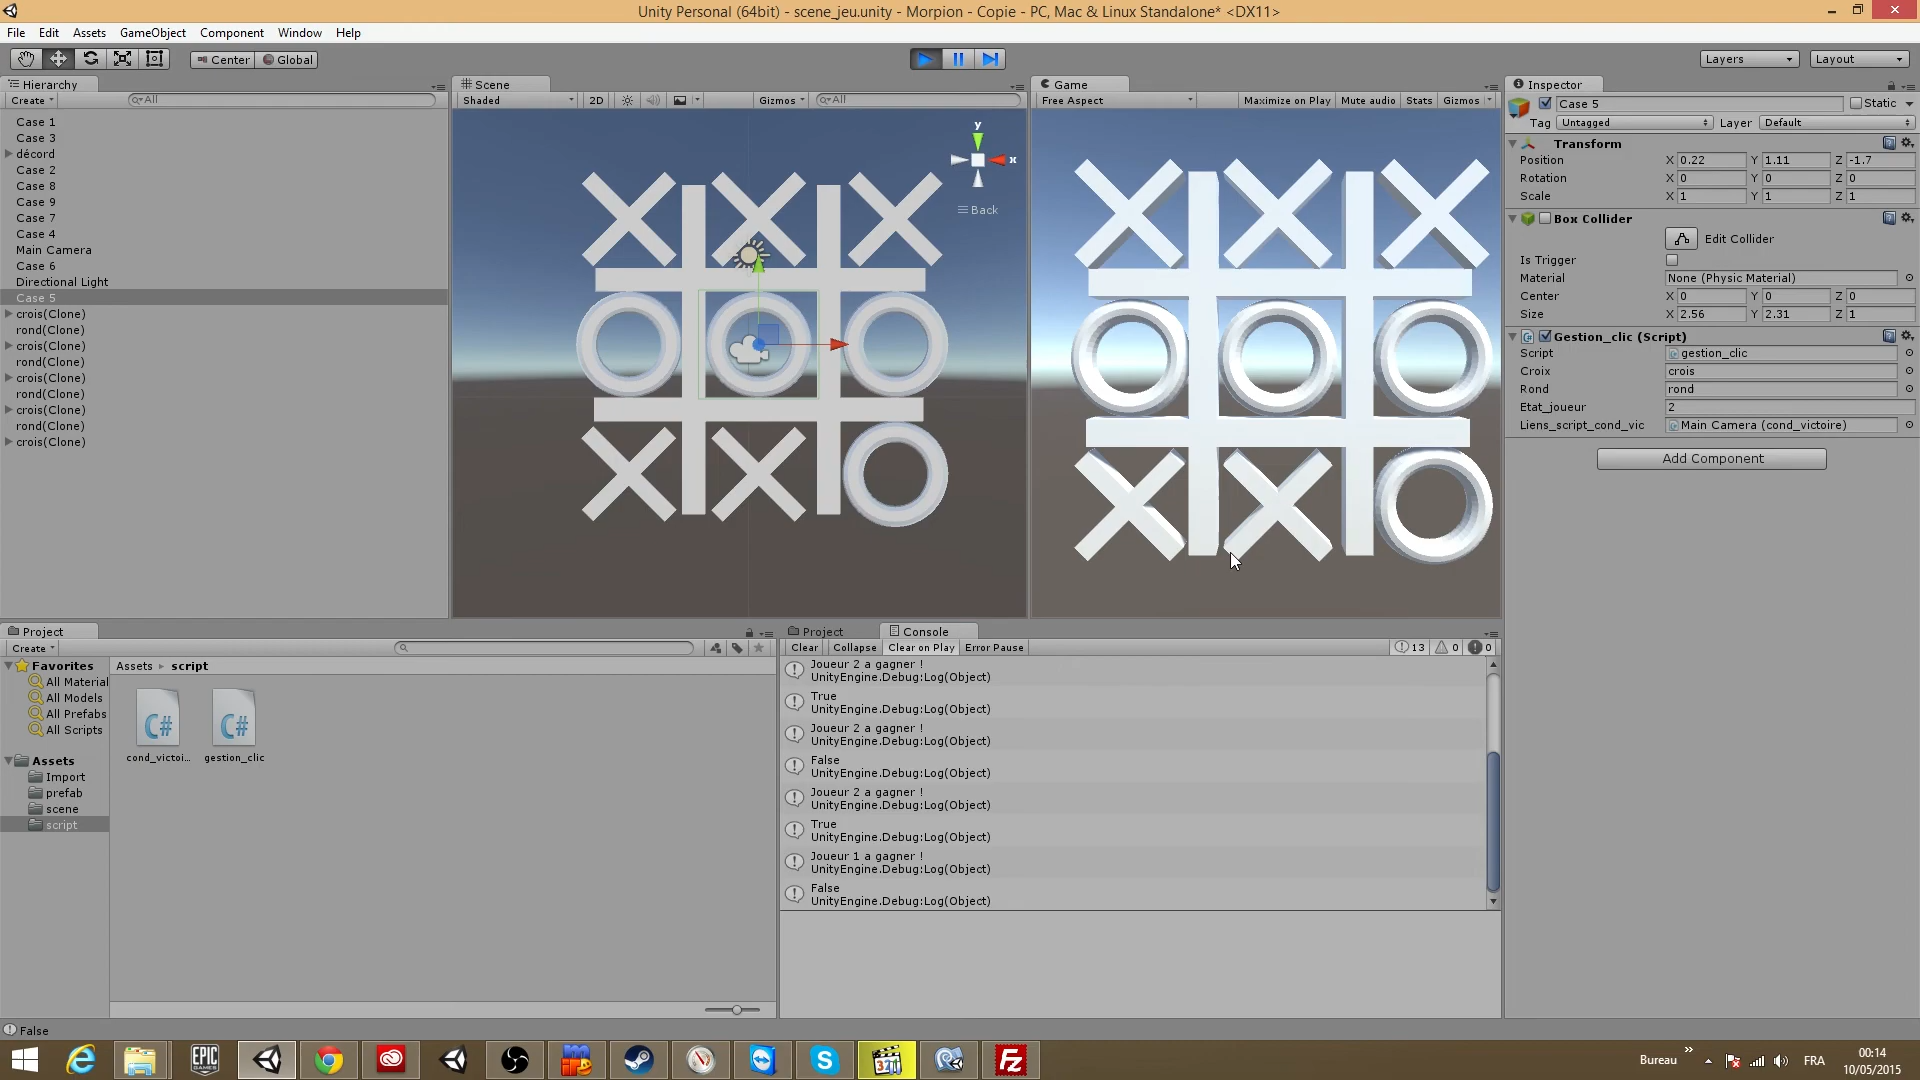 Unity Personal (64bit) - scene_jeu.unity - Morpion - Copie - PC, Mac & Linux Standalone* <DX11>
File Edit Assets GameObject Component Window Help
Center Global
Layers Layout
Hierarchy
Create All
Case 1
Case 3
décord
Case 2
Case 8
Case 9
Case 7
Case 4
Main Camera
Case 6
Directional Light
Case 5
crois(Clone)
rond(Clone)
crois(Clone)
rond(Clone)
crois(Clone)
rond(Clone)
crois(Clone)
rond(Clone)
crois(Clone)
Scene
Shaded 2D Gizmos All
y
x
Back
Game
Free Aspect Maximize on Play Mute audio Stats Gizmos
Inspector
Case 5 Static
Tag Untagged Layer Default
Transform
Position X 0.22 Y 1.11 Z -1.7
Rotation X 0 Y 0 Z 0
Scale X 1 Y 1 Z 1
Box Collider
Edit Collider
Is Trigger
Material None (Physic Material)
Center X 0 Y 0 Z 0
Size X 2.56 Y 2.31 Z 1
Gestion_clic (Script)
Script gestion_clic
Croix crois
Rond rond
Etat_joueur 2
Liens_script_cond_vic Main Camera (cond_victoire)
Add Component
Project
Create
Favorites
All Material
All Models
All Prefabs
All Scripts
Assets
Import
prefab
scene
script
Assets script
C# C#
cond_victoi... gestion_clic
Project Console
Clear Collapse Clear on Play Error Pause 13 0 0
Joueur 2 a gagner !
UnityEngine.Debug:Log(Object)
True
UnityEngine.Debug:Log(Object)
Joueur 2 a gagner !
UnityEngine.Debug:Log(Object)
False
UnityEngine.Debug:Log(Object)
Joueur 2 a gagner !
UnityEngine.Debug:Log(Object)
True
UnityEngine.Debug:Log(Object)
Joueur 1 a gagner !
UnityEngine.Debug:Log(Object)
False
UnityEngine.Debug:Log(Object)
False
EPIC GAMES
Fz
Bureau FRA 00:14
10/05/2015